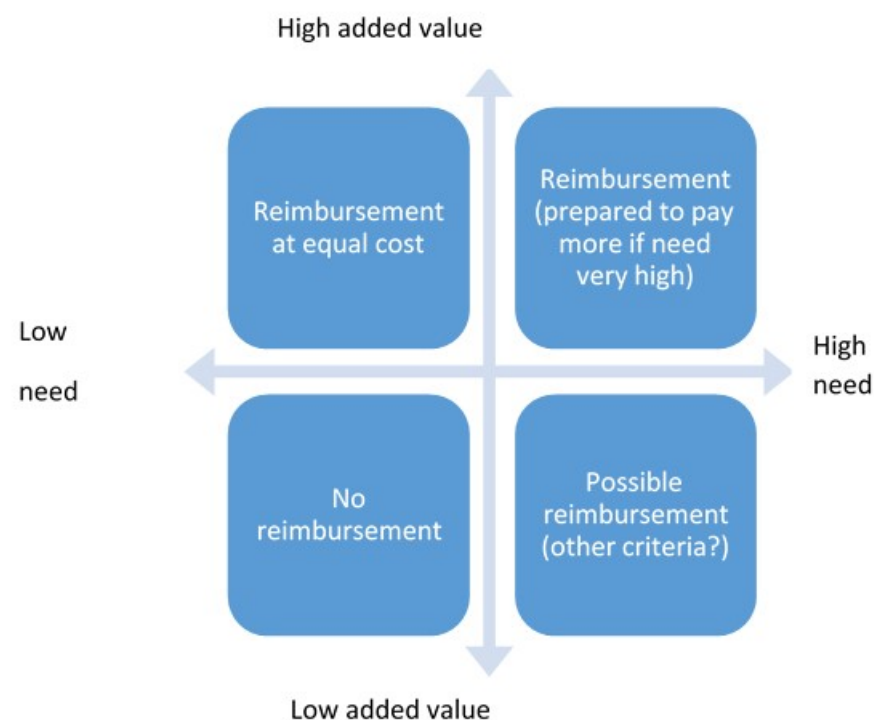 High added value
Reimbursement
at equal cost
Reimbursement
(prepared to pay
more if need
very high)
Low
need
High
need
No
reimbursement
Possible
reimbursement
(other criteria?)
Low added value